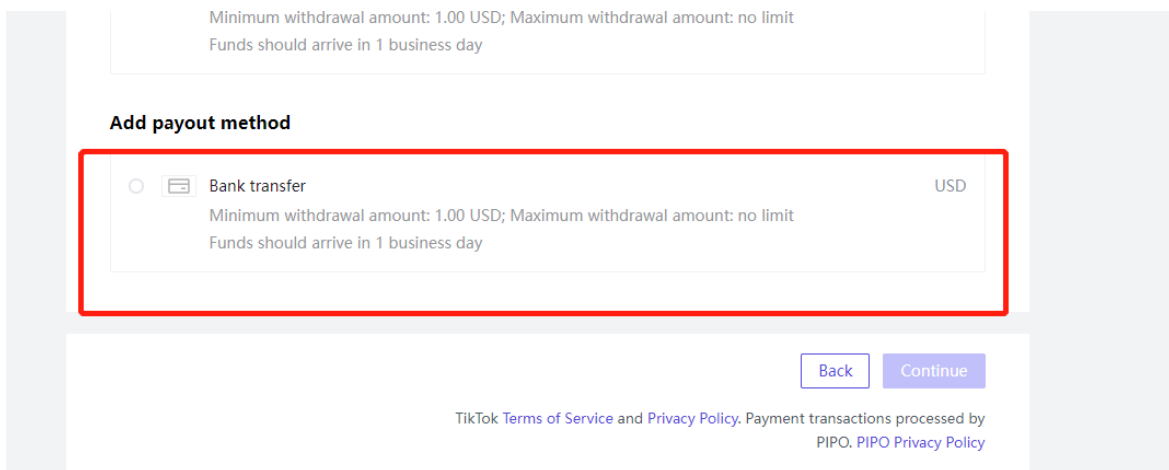 Minimum withdrawal amount: 1.00 USD; Maximum withdrawal amount: no limit
Funds should arrive in 1 business day
Add payout method
Bank transfer USD
Minimum withdrawal amount: 1.00 USD; Maximum withdrawal amount: no limit
Funds should arrive in 1 business day
Back Continue
TikTok Terms of Service and Privacy Policy. Payment transactions processed by
PIPO. PIPO Privacy Policy